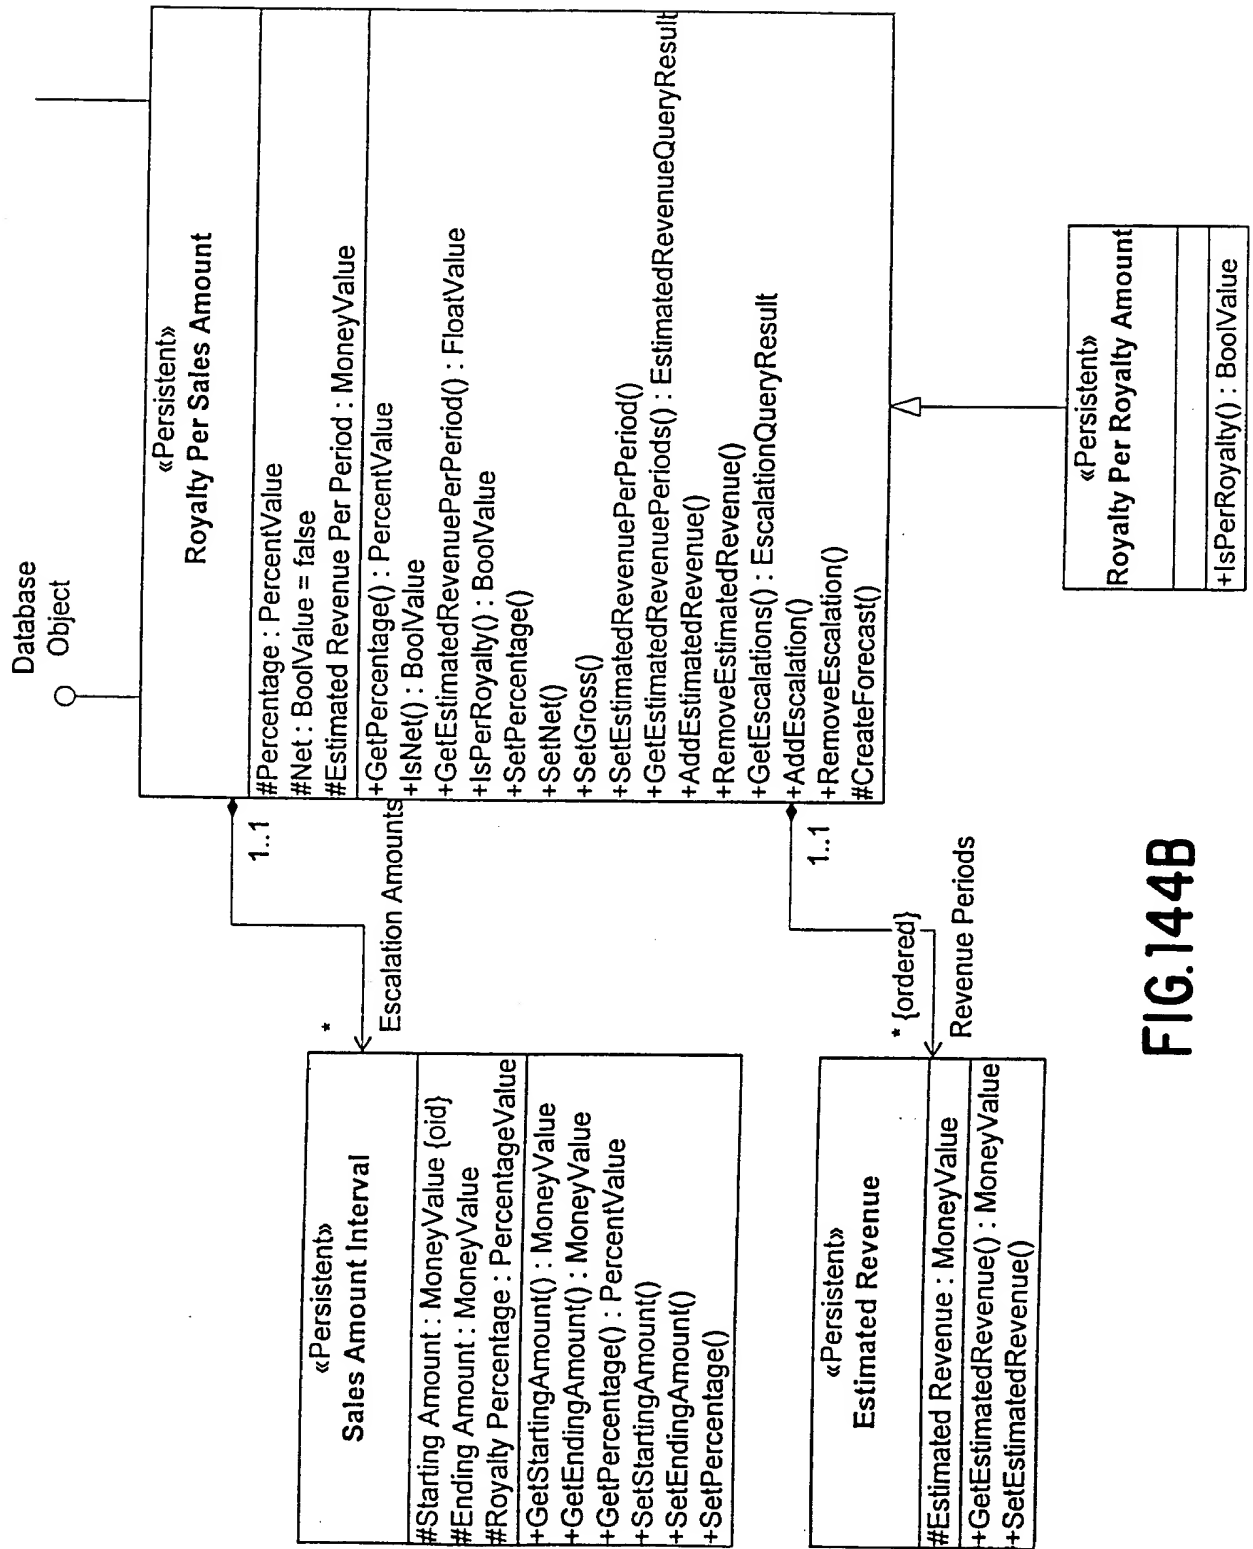 Database
Object
«Persistent»
Royalty Per Sales Amount
#Percentage : PercentValue
#Net : BoolValue = false
#Estimated Revenue Per Period : MoneyValue
+GetPercentage() : PercentValue
+IsNet() : BoolValue
+GetEstimatedRevenuePerPeriod() : FloatValue
+IsPerRoyalty() : BoolValue
+SetPercentage()
+SetNet()
+SetGross()
+SetEstimatedRevenuePerPeriod()
+GetEstimatedRevenuePeriods() : EstimatedRevenueQueryResult
+AddEstimatedRevenue()
+RemoveEstimatedRevenue()
+GetEscalations() : EscalationQueryResult
+AddEscalation()
+RemoveEscalation()
#CreateForecast()
1..1
*
Escalation Amounts
«Persistent»
Sales Amount Interval
#Starting Amount : MoneyValue {oid}
#Ending Amount : MoneyValue
#Royalty Percentage : PercentageValue
+GetStartingAmount() : MoneyValue
+GetEndingAmount() : MoneyValue
+GetPercentage() : PercentValue
+SetStartingAmount()
+SetEndingAmount()
+SetPercentage()
1..1
* {ordered}
Revenue Periods
«Persistent»
Estimated Revenue
#Estimated Revenue : MoneyValue
+GetEstimatedRevenue() : MoneyValue
+SetEstimatedRevenue()
«Persistent»
Royalty Per Royalty Amount
+IsPerRoyalty() : BoolValue
FIG.144B